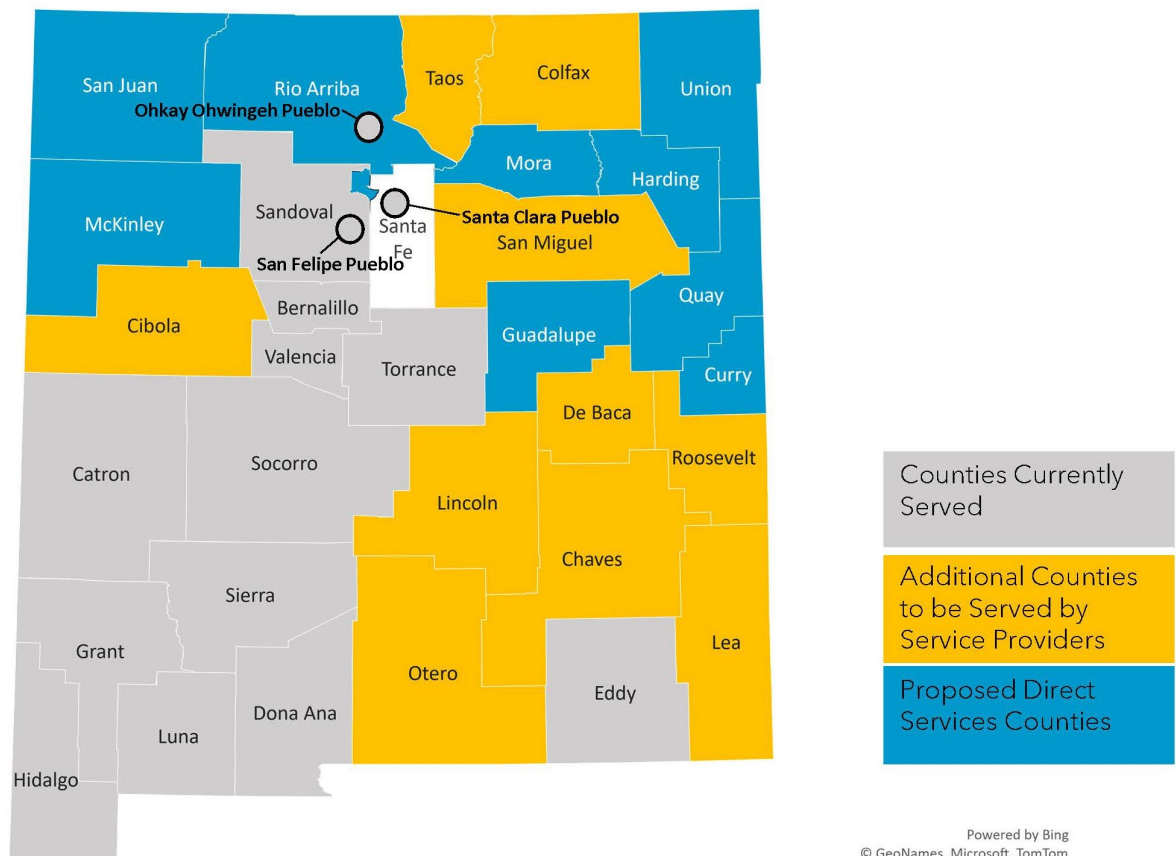 San Juan
Rio Arriba
Taos
Colfax
Union
Ohkay Ohwingeh Pueblo
Mora
Harding
McKinley
Sandoval
Santa Clara Pueblo
Santa
Fe
San Miguel
San Felipe Pueblo
Quay
Bernalillo
Cibola
Guadalupe
Valencia
Torrance
Curry
De Baca
Roosevelt
Catron
Socorro
Lincoln
Counties Currently
Served
Chaves
Additional Counties
to be Served by
Service Providers
Sierra
Grant
Otero
Lea
Eddy
Proposed Direct
Services Counties
Dona Ana
Luna
Hidalgo
Powered by Bing
© GeoNames, Microsoft, TomTom